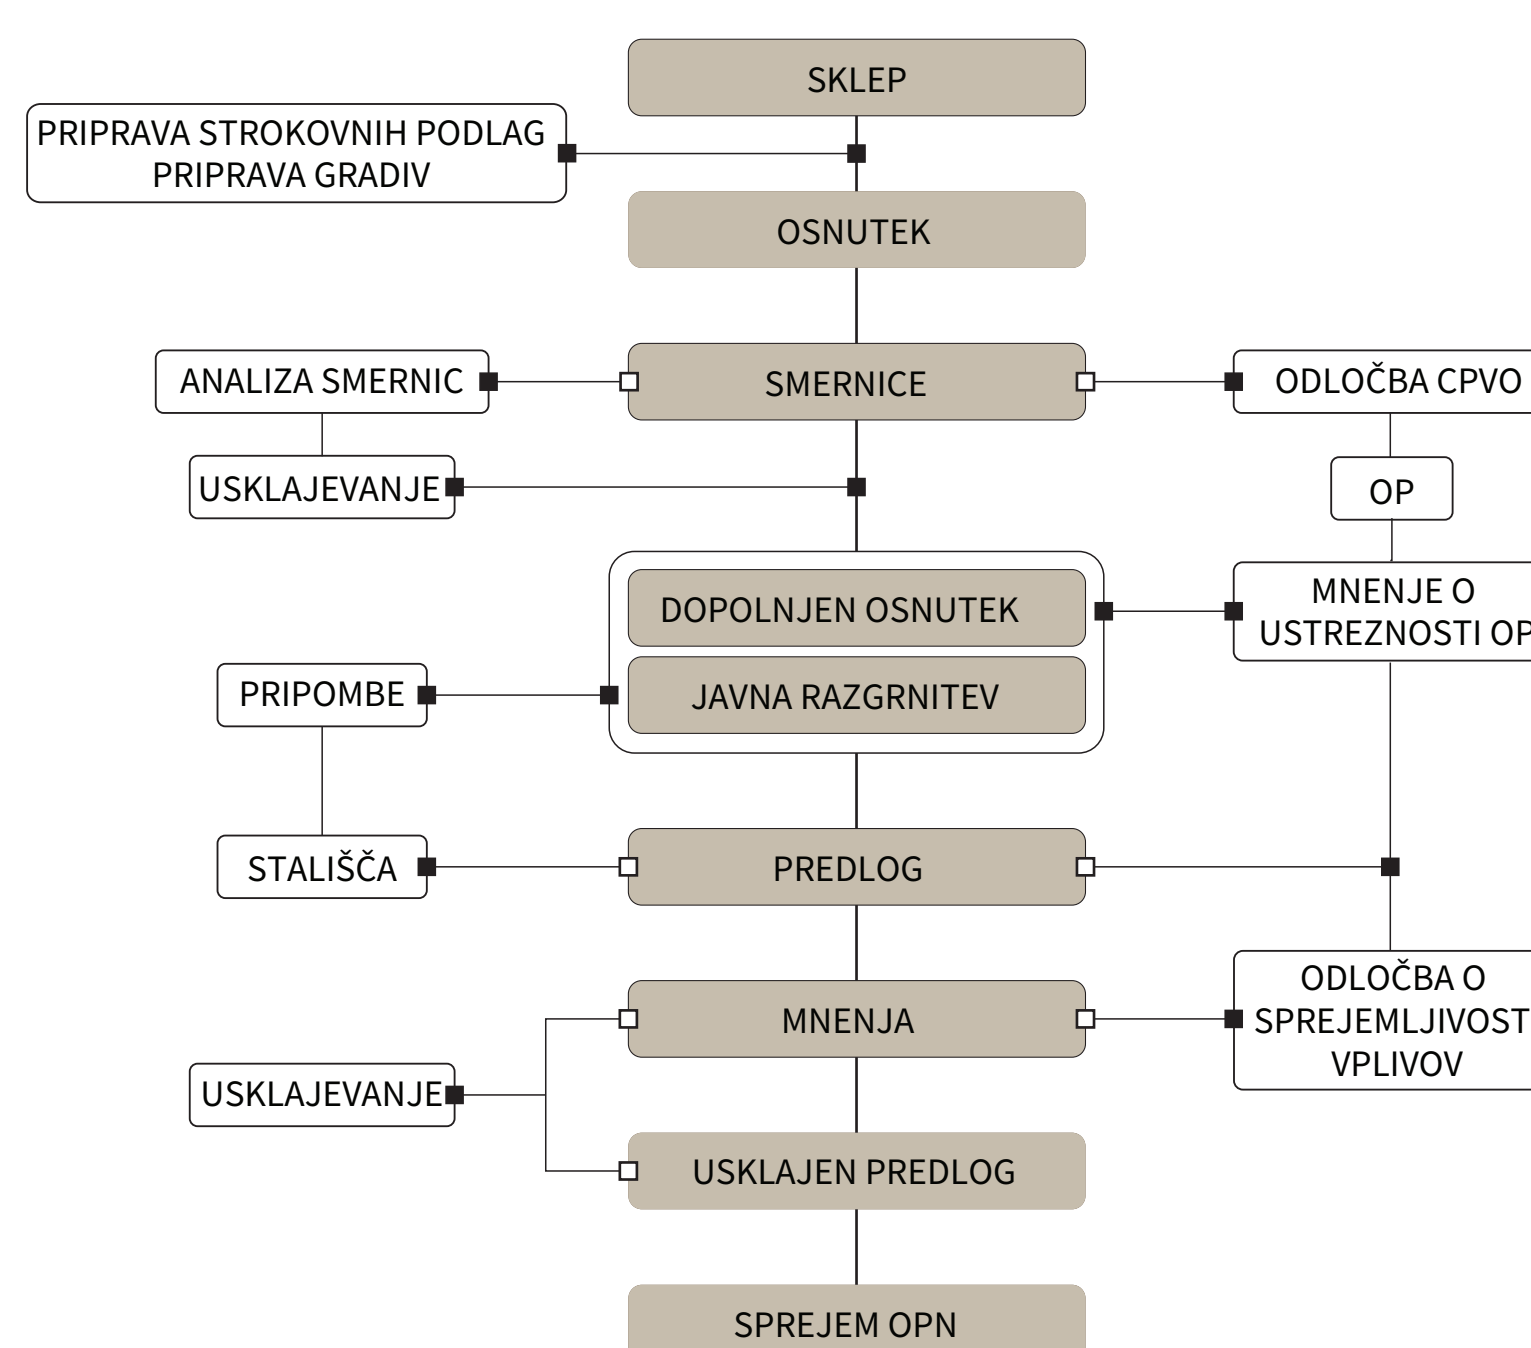 SKLEP
PRIPRAVA STROKOVNIH PODLAG
PRIPRAVA GRADIV
OSNUTEK
ANALIZA SMERNIC
SMERNICE
ODLOČBA CPVO
USKLAJEVANJE
OP
DOPOLNJEN OSNUTEK
MNENJE O
USTREZNOSTI OP
PRIPOMBE
JAVNA RAZGRNITEV
STALIŠČA
PREDLOG
MNENJA
ODLOČBA O
SPREJEMLJIVOSTI
VPLIVOV
USKLAJEVANJE
USKLAJEN PREDLOG
SPREJEM OPN